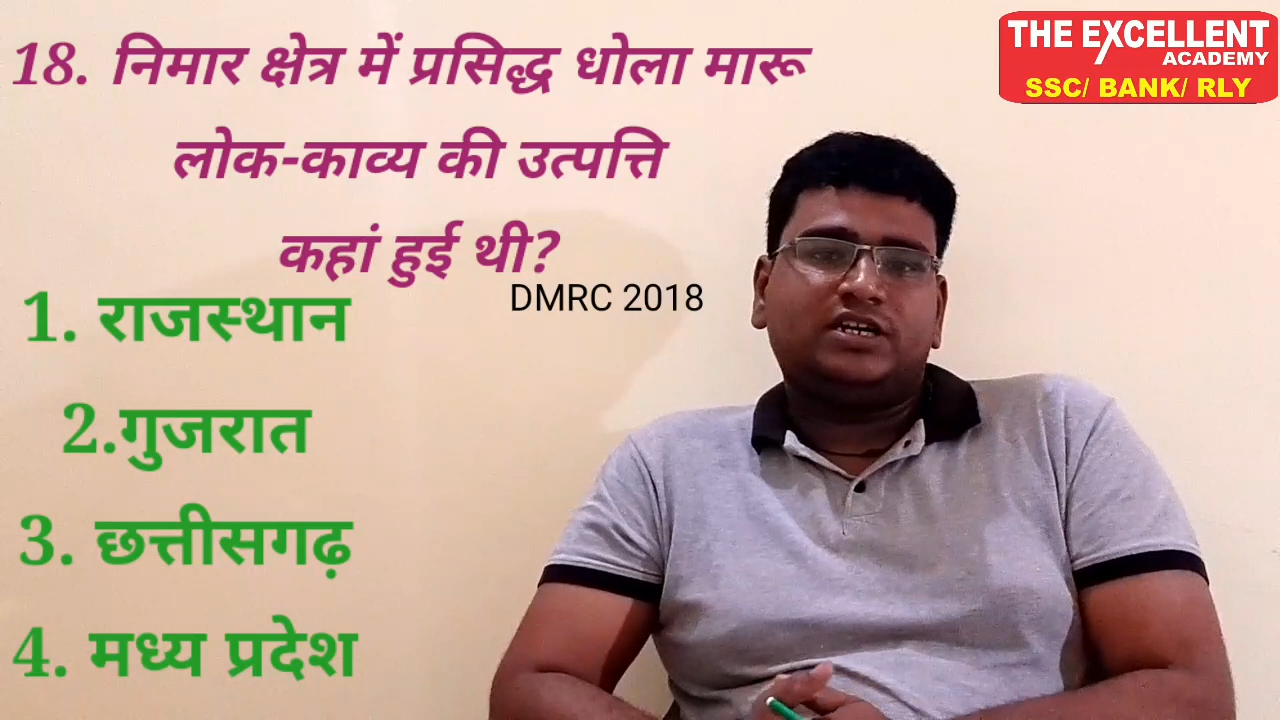 18. निमार क्षेत्र में प्रसिद्ध धोला मारू
लोक-काव्य की उत्पत्ति
कहां हुई थी?
DMRC 2018
1. राजस्थान
2.गुजरात
3. छत्तीसगढ़
4. मध्य प्रदेश
THE EXCELLENT
ACADEMY
SSC/ BANK/ RLY